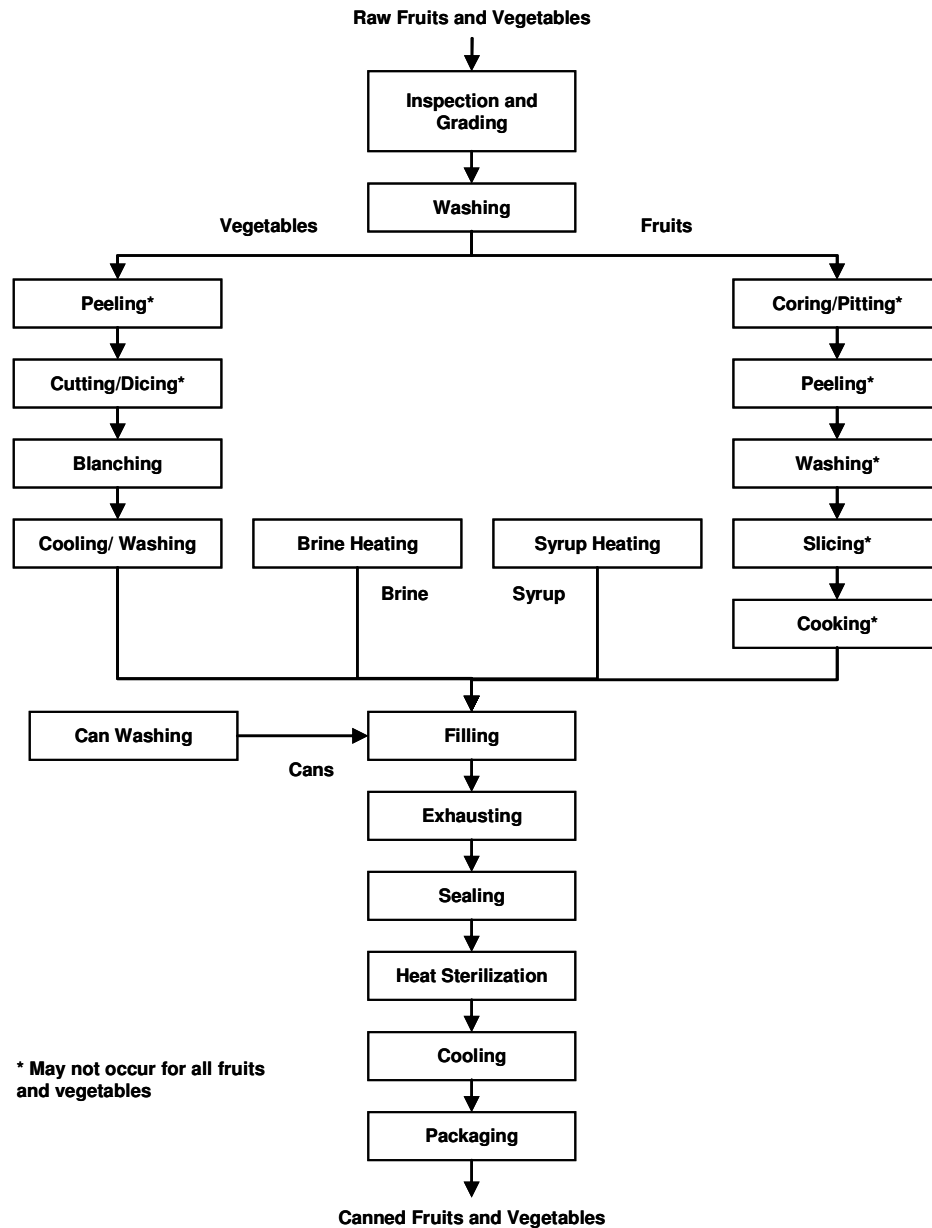 Raw Fruits and Vegetables
Inspection and
Grading
Washing
Vegetables
Fruits
Peeling*
Coring/Pitting*
Cutting/Dicing*
Peeling*
Blanching
Washing*
Cooling/ Washing
Brine Heating
Syrup Heating
Slicing*
Brine
Syrup
Cooking*
Can Washing
Filling
Cans
Exhausting
Sealing
Heat Sterilization
Cooling
* May not occur for all fruits
and vegetables
Packaging
Canned Fruits and Vegetables